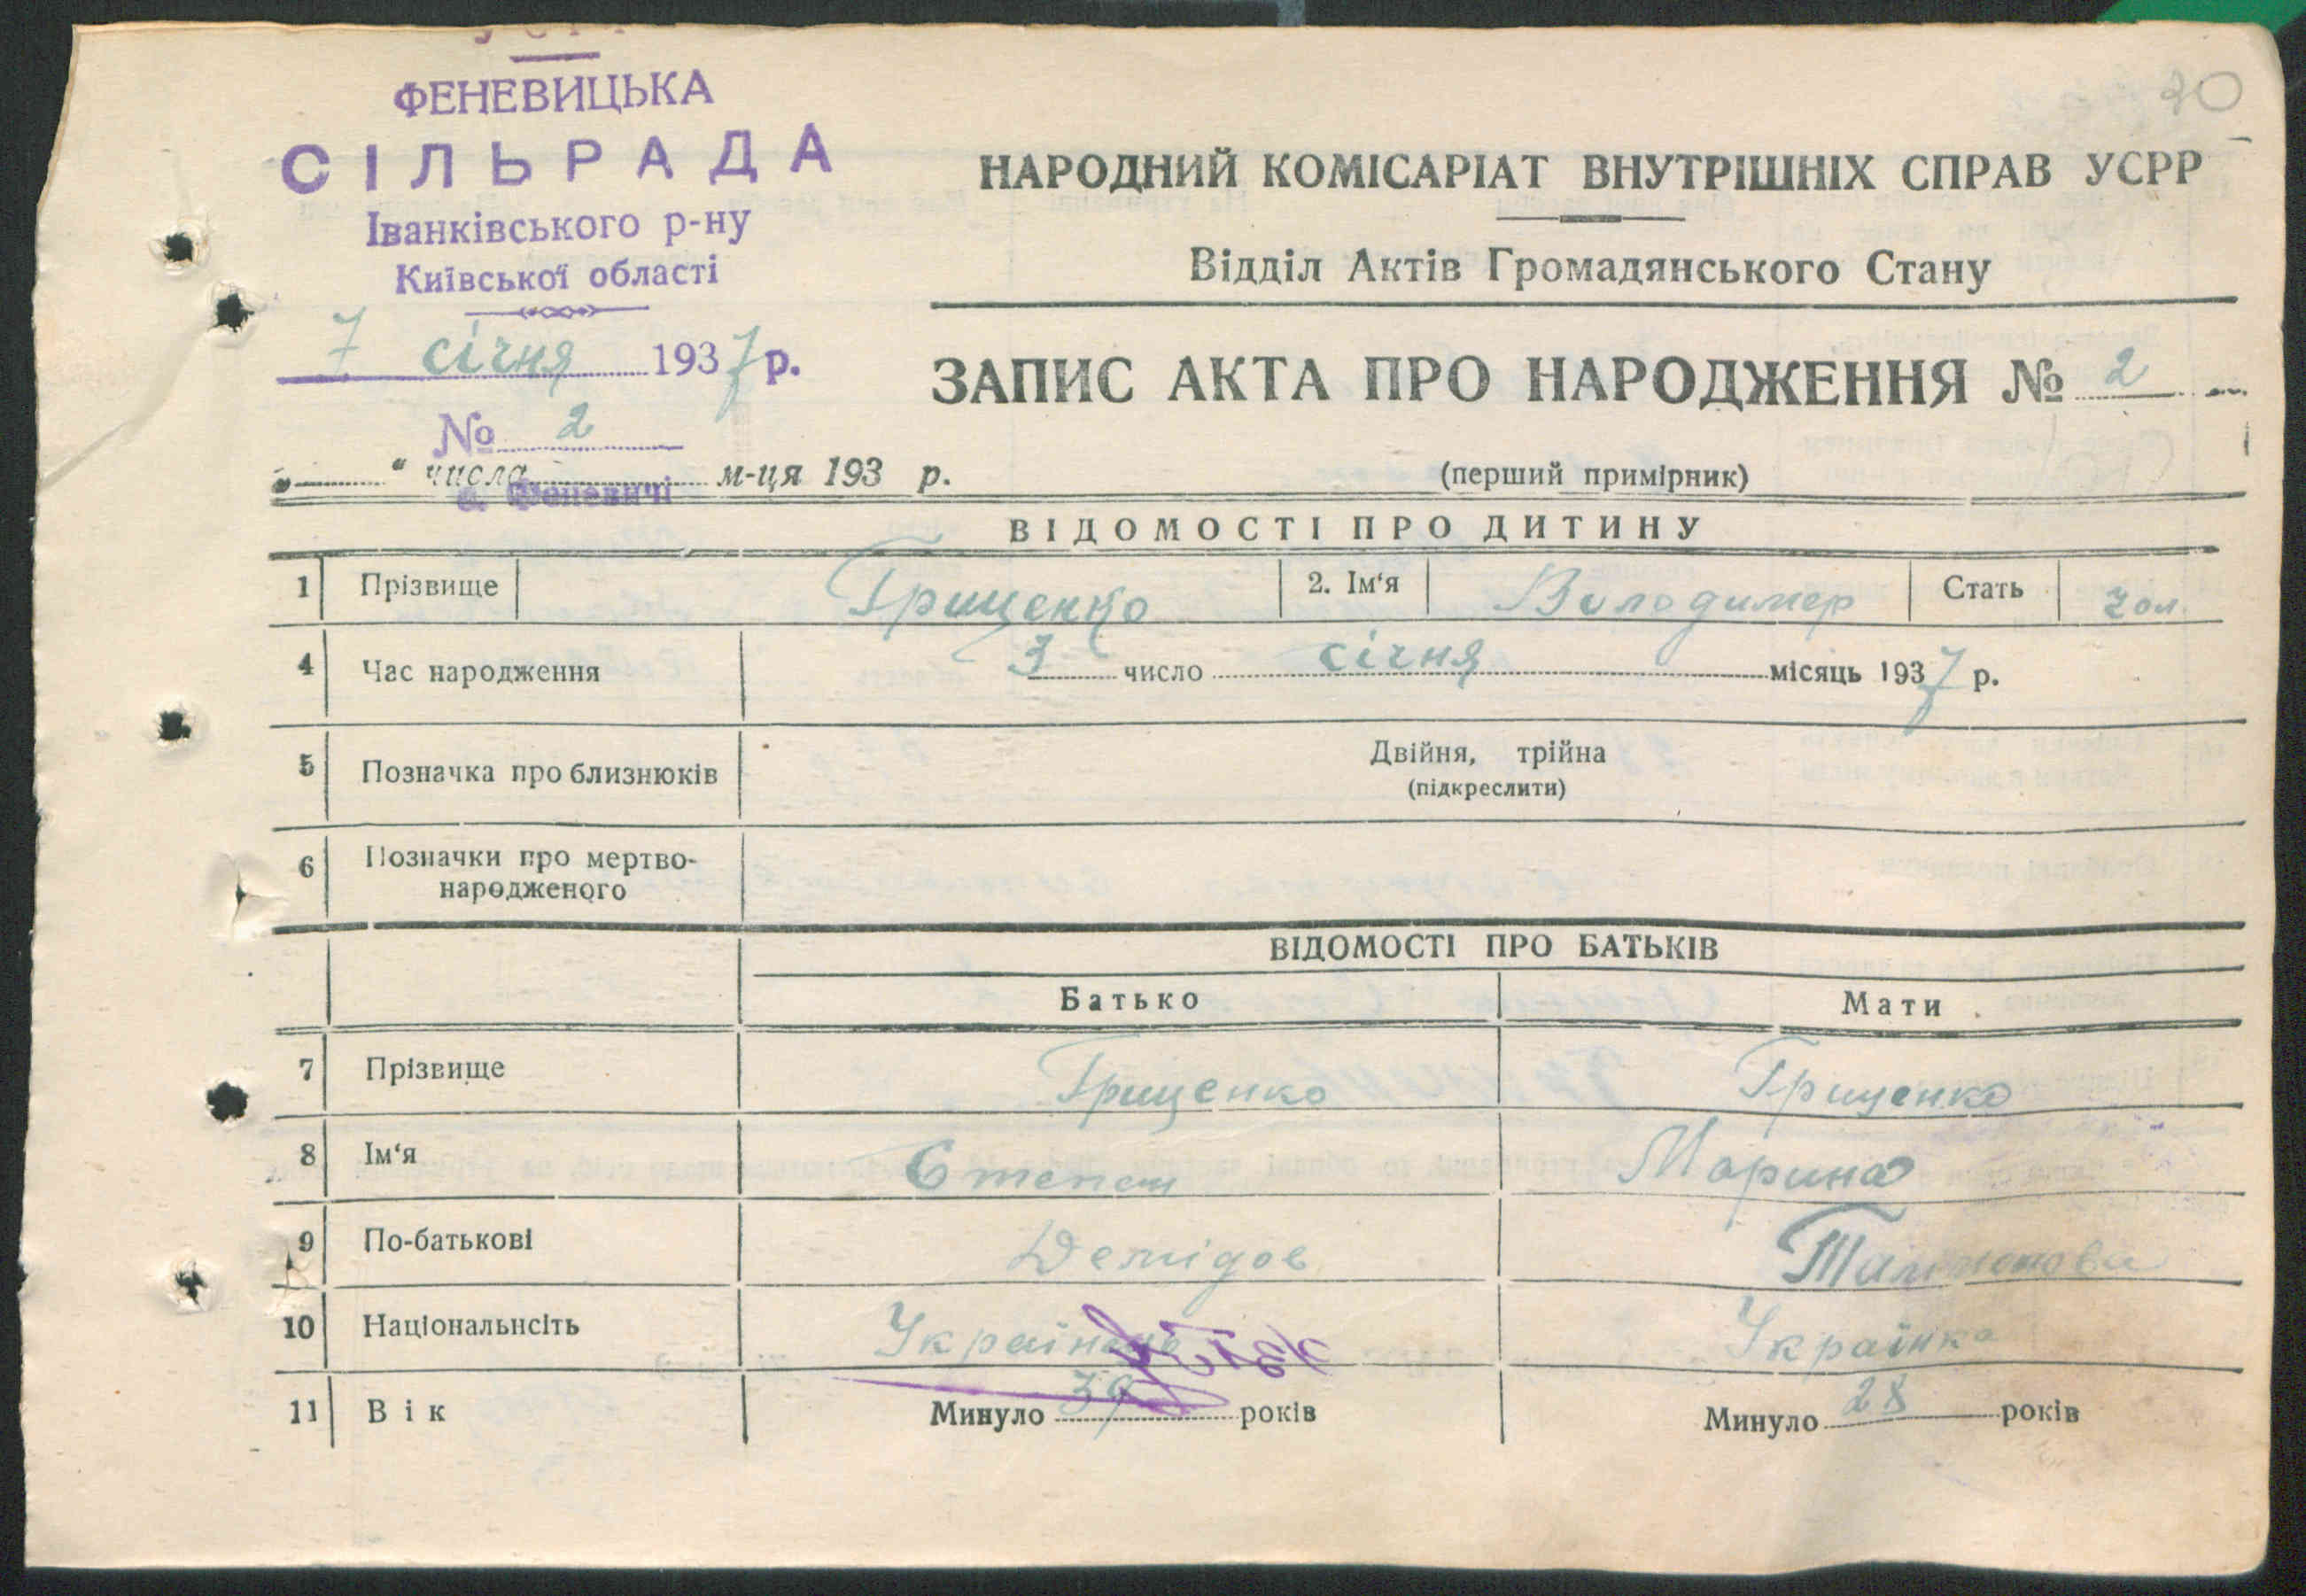 УСРР
ФЕНЕВИЦЬКА
СІЛЬРАДА
Іванківського р-ну
Київської області
7 січня 1937 р.
№ 2
" числа м-ця 193 р.
с. Феневичі
30
НАРОДНИЙ КОМІСАРІАТ ВНУТРІШНІХ СПРАВ УСРР
Відділ Актів Громадянського Стану
ЗАПИС АКТА ПРО НАРОДЖЕННЯ № 2
(перший примірник)
ВІДОМОСТІ ПРО ДИТИНУ
1 Прізвище Грищенко 2. Ім'я Володимер Стать чол.
4 Час народження 3 число січня місяць 1937 р.
5 Позначка про близнюків Двійня, трійна
(підкреслити)
6 Позначки про мертво-
народженого
ВІДОМОСТІ ПРО БАТЬКІВ
Батько Мати
7 Прізвище Грищенко Грищенко
8 Ім'я Степан Марина
9 По-батькові Демідов
10 Національнсіть Українець Українка
11 Вік Минуло 39 років Минуло 28 років